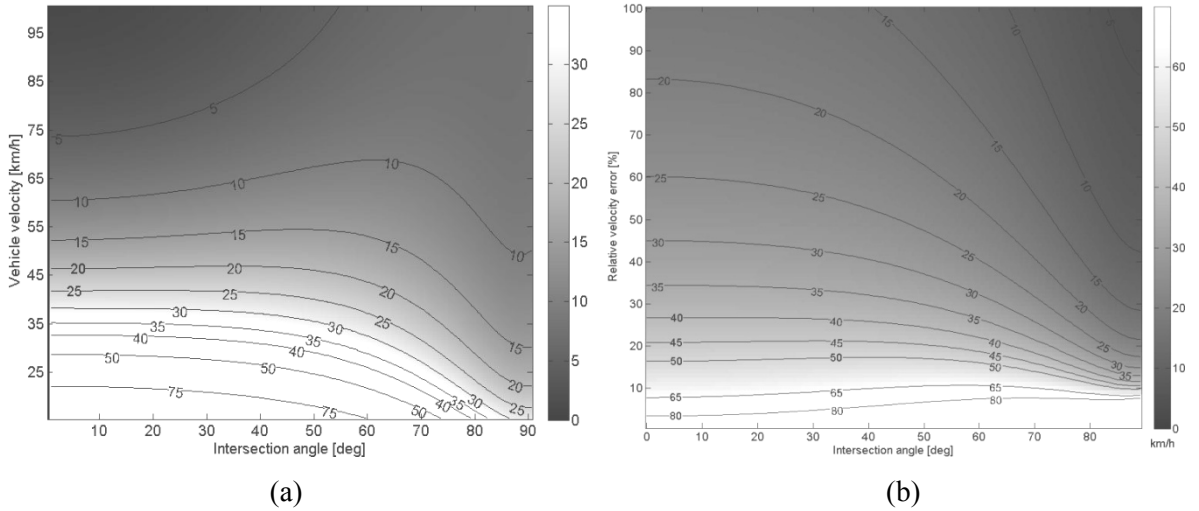 95
85
75
65
55
45
35
25
10 20 30 40 50 60 70 80 90
Vehicle velocity [km/h]
Intersection angle [deg]
5 5
10 10 10 10
15 15 15 15
20 20 20 20
25 25 25 25
30 30 30 30
35 35 35
40 40 40
50 50 50
75 75
30
25
20
15
10
5
0
(a)
100
90
80
70
60
50
40
30
20
10
0 10 20 30 40 50 60 70 80
Relative velocity error [%]
Intersection angle [deg]
5
10 10
15 15 15
20 20 20 20
25 25 25 25
30 30 30 30
35 35 35 35
40 40 40
45 45 45
50 50 50
65 65 65
80 80 80
60
50
40
30
20
10
0
km/h
(b)